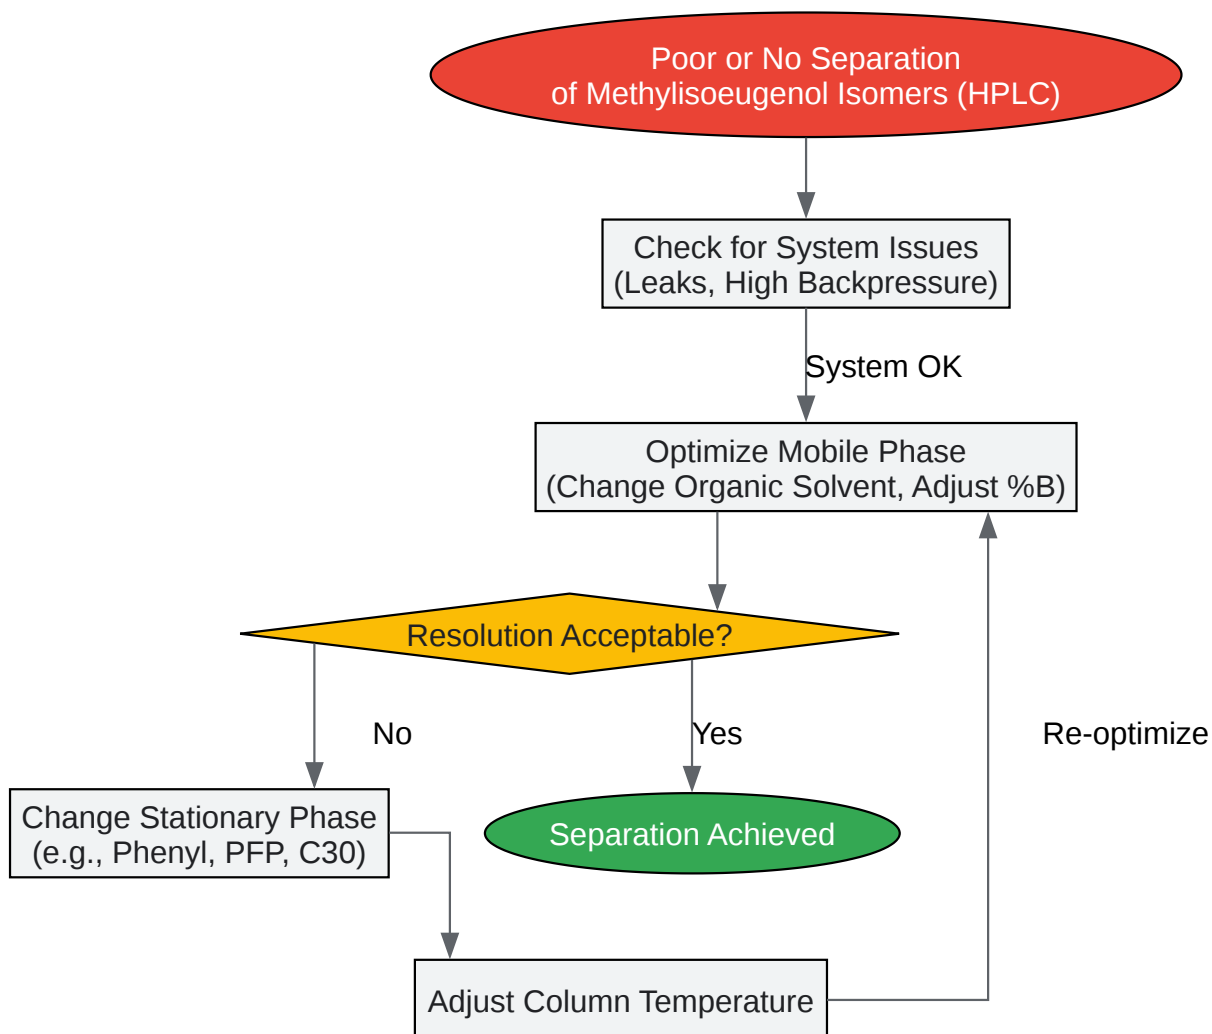 Poor or No Separation
of Methylisoeugenol Isomers (HPLC)
Check for System Issues
(Leaks, High Backpressure)
System OK
Optimize Mobile Phase
(Change Organic Solvent, Adjust %B)
Resolution Acceptable?
No
Yes
Re-optimize
Change Stationary Phase
(e.g., Phenyl, PFP, C30)
Separation Achieved
Adjust Column Temperature